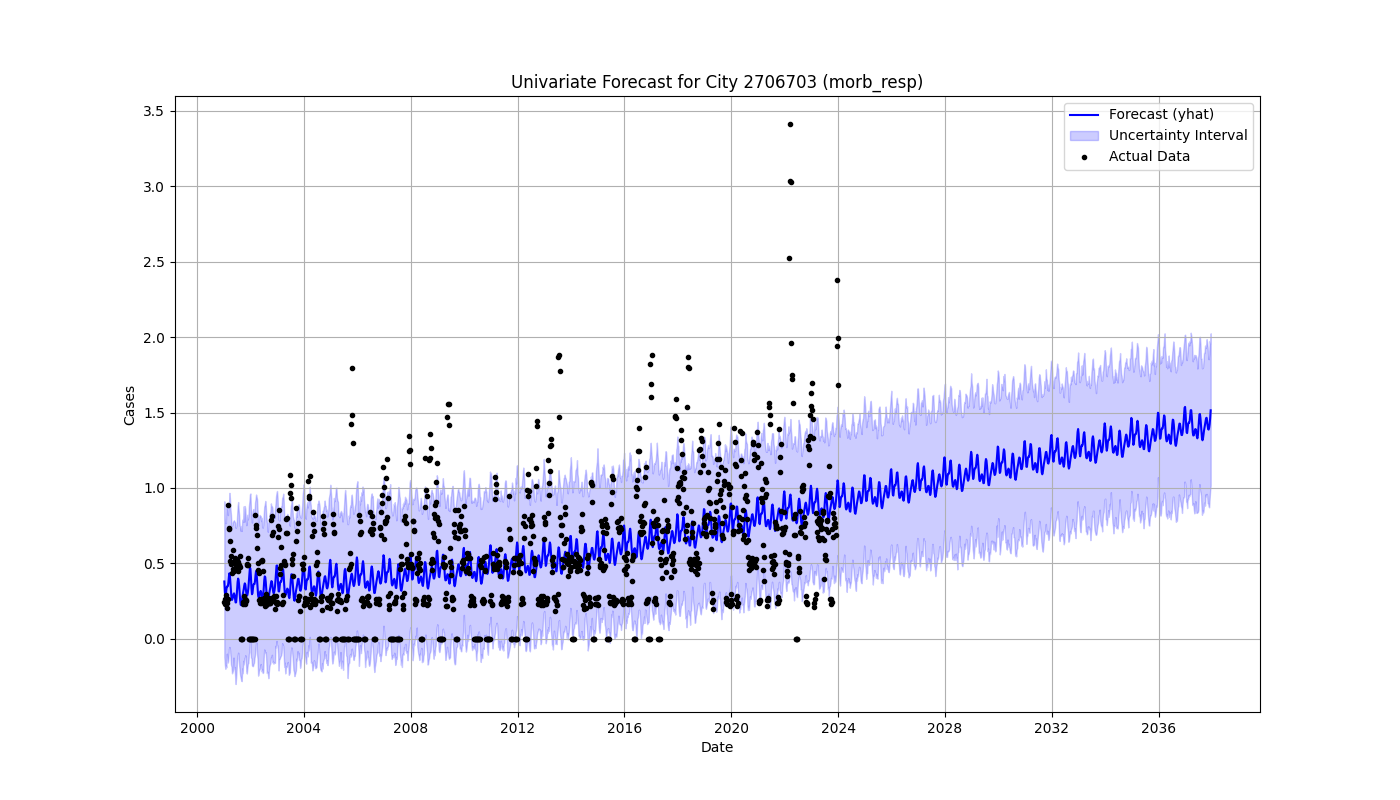 Univariate Forecast for City 2706703 (morb_resp)
Forecast (yhat)
Uncertainty Interval
Actual Data
Cases
3.5
3.0
2.5
2.0
1.5
1.0
0.5
0.0
2000 2004 2008 2012 2016 2020 2024 2028 2032 2036
Date